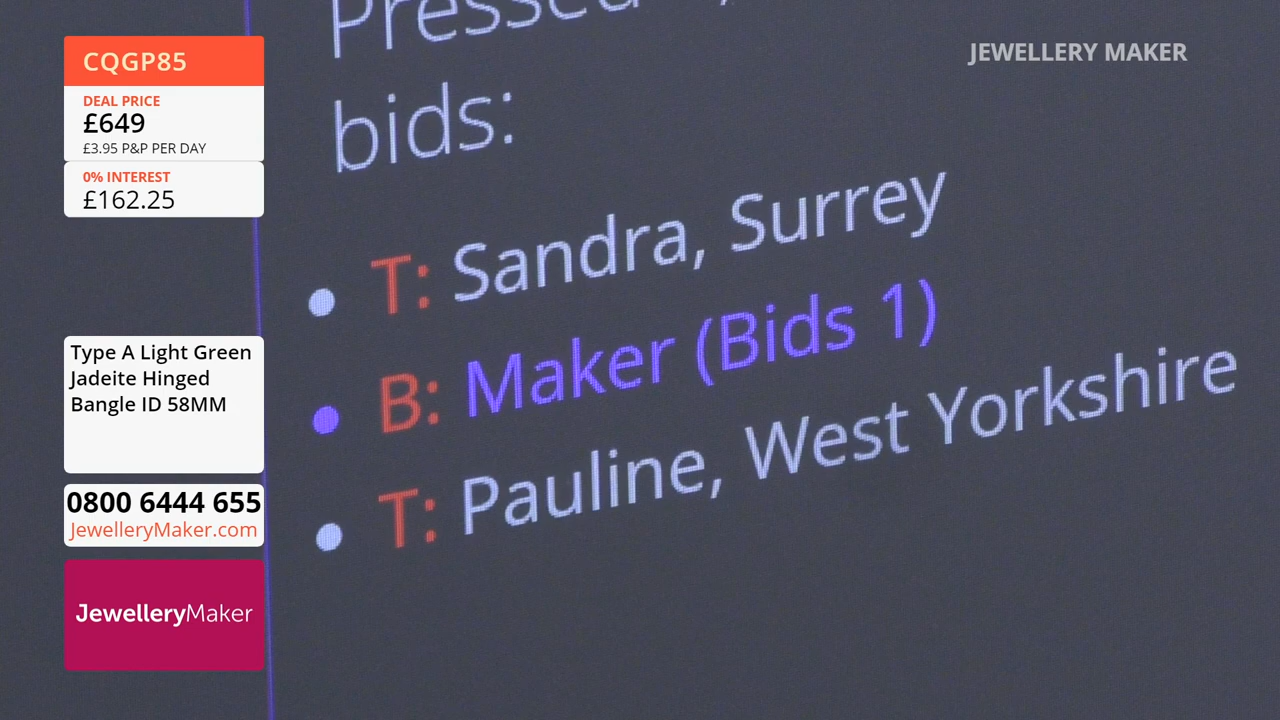 CQGP85
DEAL PRICE
£649
£3.95 P&P PER DAY
0% INTEREST
£162.25
Type A Light Green
Jadeite Hinged
Bangle ID 58MM
0800 6444 655
JewelleryMaker.com
JewelleryMaker
JEWELLERY MAKER
Pressed
bids:
• T: Sandra, Surrey
• B: Maker (Bids 1)
• T: Pauline, West Yorkshire